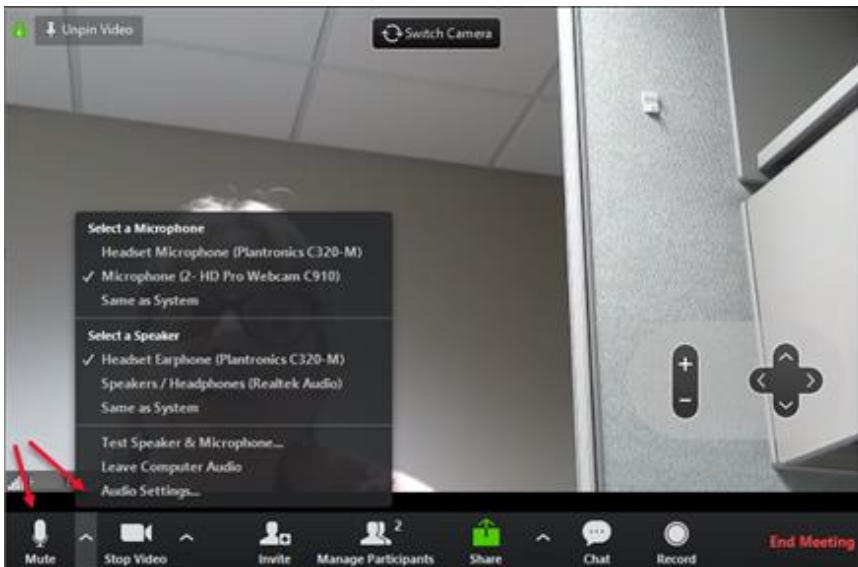 Unpin Video
Switch Camera
Select a Microphone
Headset Microphone (Plantronics C320-M)
✓ Microphone (2- HD Pro Webcam C910)
Same as System
Select a Speaker
✓ Headset Earphone (Plantronics C320-M)
Speakers / Headphones (Realtek Audio)
Same as System
Test Speaker & Microphone...
Leave Computer Audio
Audio Settings...
2
Mute Stop Video Invite Manage Participants Share Chat Record End Meeting